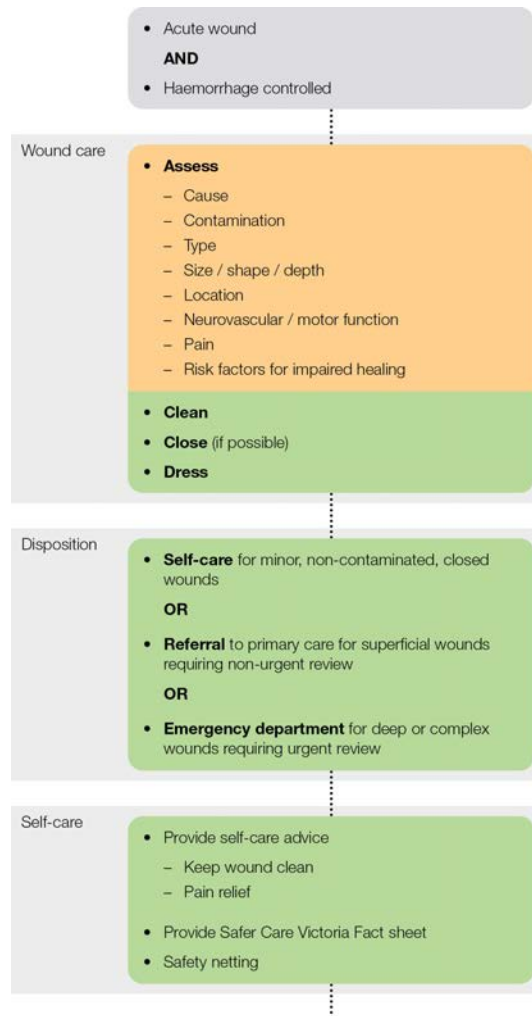 • Acute wound
AND
• Haemorrhage controlled
Wound care
• Assess
– Cause
– Contamination
– Type
– Size / shape / depth
– Location
– Neurovascular / motor function
– Pain
– Risk factors for impaired healing
• Clean
• Close (if possible)
• Dress
Disposition
• Self-care for minor, non-contaminated, closed
wounds
OR
• Referral to primary care for superficial wounds
requiring non-urgent review
OR
• Emergency department for deep or complex
wounds requiring urgent review
Self-care
• Provide self-care advice
– Keep wound clean
– Pain relief
• Provide Safer Care Victoria Fact sheet
• Safety netting